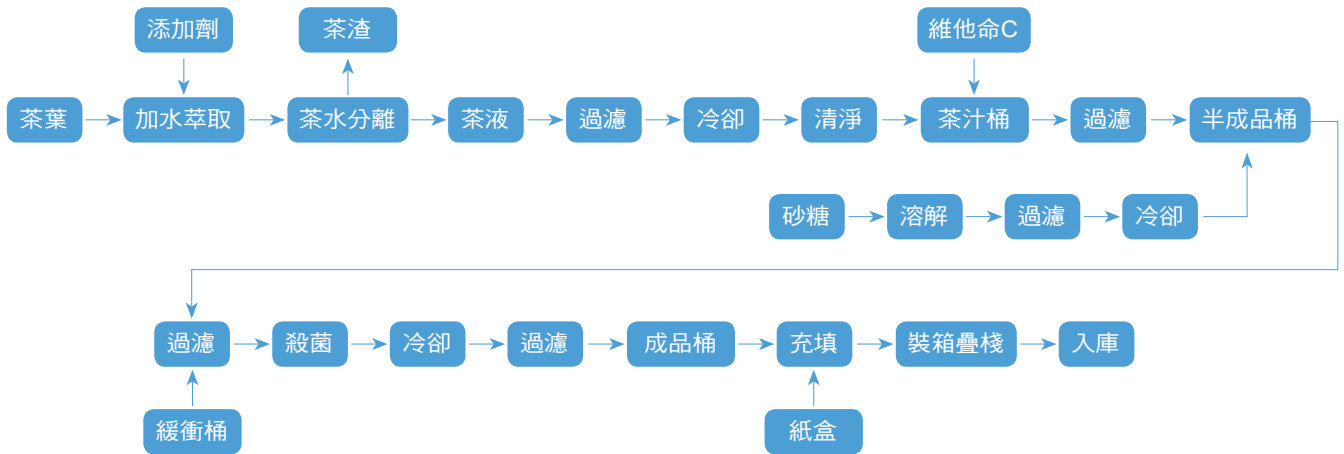 添加劑
茶渣
維他命C
茶葉
加水萃取
茶水分離
茶液
過濾
冷卻
清淨
茶汁桶
過濾
半成品桶
砂糖
溶解
過濾
冷卻
過濾
殺菌
冷卻
過濾
成品桶
充填
裝箱疊棧
入庫
緩衝桶
紙盒